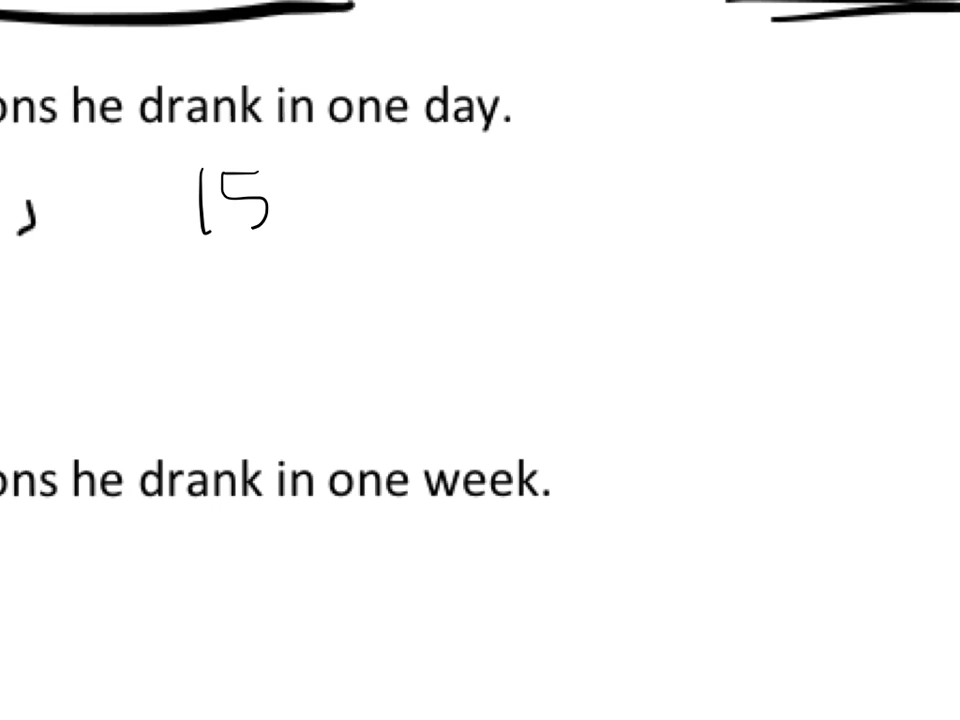 ons he drank in one day.
15
ons he drank in one week.